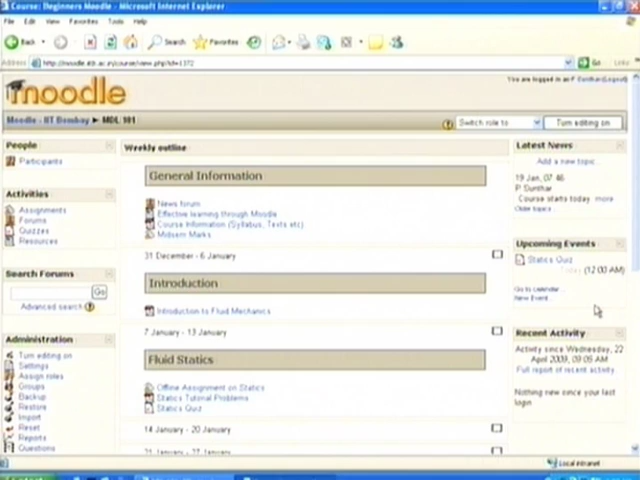 Course: Beginners Moodle - Microsoft Internet Explorer
File Edit View Favorites Tools Help
Back Search Favorites
Address
Go
moodle
You are logged in as P Sunthar (Logout)
Moodle - IIT Bombay ► MDL 101
Switch role to
Turn editing on
People
Participants
Activities
Assignments
Forums
Quizzes
Resources
Search Forums
Go
Advanced search
Administration
Turn editing on
Settings
Assign roles
Groups
Backup
Restore
Import
Reset
Reports
Questions
Weekly outline
General Information
News forum
Effective learning through Moodle
Course Information (Syllabus, Texts etc)
Midsem Marks
31 December - 6 January
Introduction
Introduction to Fluid Mechanics
7 January - 13 January
Fluid Statics
Offline Assignment on Statics
Statics Tutorial Problems
Statics Quiz
14 January - 20 January
21 January - 27 January
Latest News
Add a new topic...
19 Jan, 07:46
P Sunthar
Course starts today more...
Older topics ...
Upcoming Events
Statics Quiz
Today (12:00 AM)
Go to calendar...
New Event...
Recent Activity
Activity since Wednesday, 22
April 2009, 09:05 AM
Full report of recent activity...
Nothing new since your last
login
Local intranet